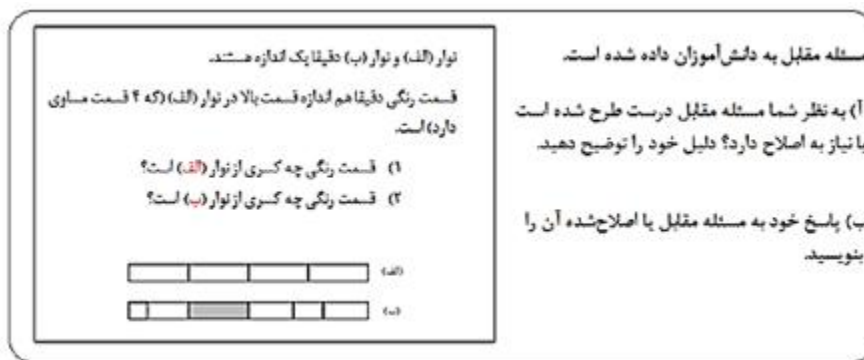 مسئله مقابل به دانش‌آموزان داده شده است.
آ) به نظر شما مسئله مقابل درست طرح شده است
یا نیاز به اصلاح دارد؟ دلیل خود را توضیح دهید.
ب) پاسخ خود به مسئله مقابل یا اصلاح‌شده آن را
بنویسید.
نوار (الف) و نوار (ب) دقیقا یک اندازه هستند.
قسمت رنگی دقیقا هم اندازه قسمت بالا در نوار (الف) (که ۴ قسمت مساوی
دارد) است.
۱) قسمت رنگی چه کسری از نوار (الف) است؟
۲) قسمت رنگی چه کسری از نوار (ب) است؟
(الف)
(ب)